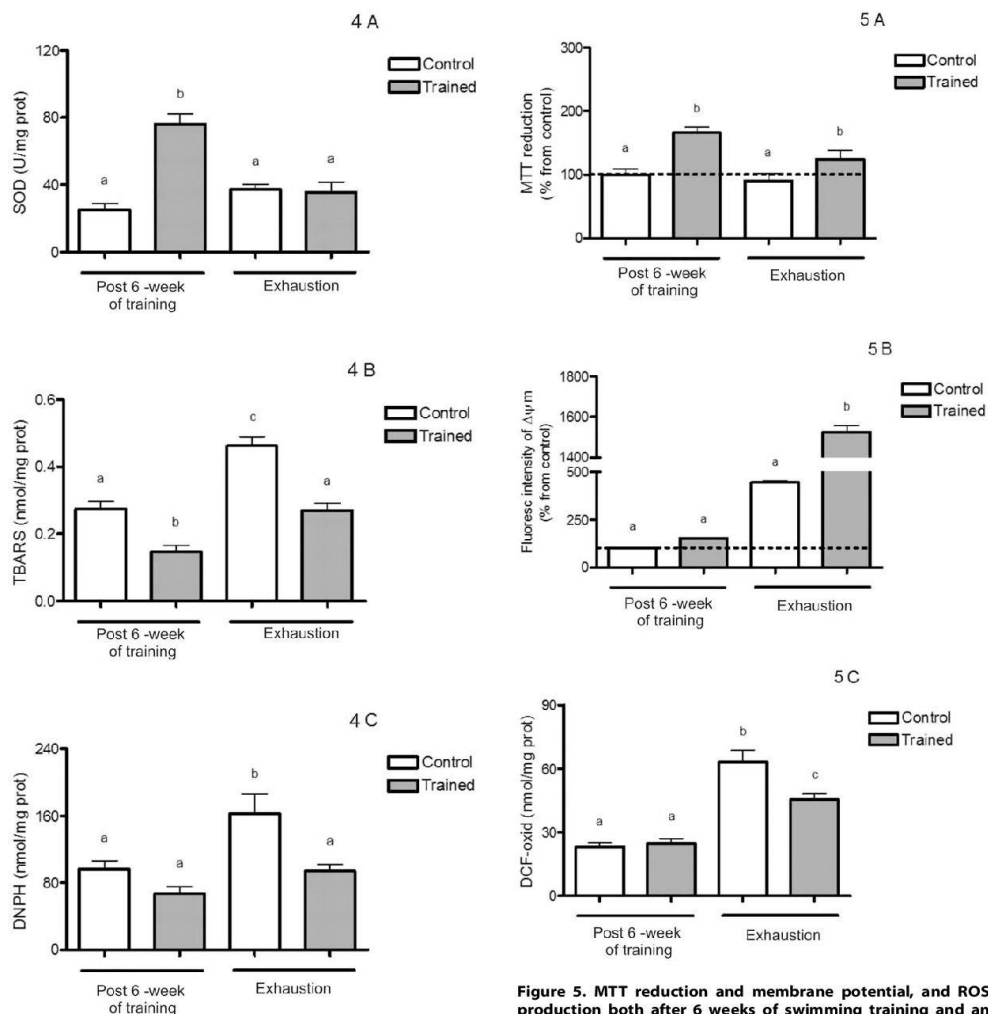 4 A
120
80
40
0
SOD (U/mg prot)
a
b
a
a
Control
Trained
Post 6 -week
of training
Exhaustion
4 B
0.6
0.4
0.2
0.0
TBARS (nmol/mg prot)
a
b
c
a
Control
Trained
Post 6 -week
of training
Exhaustion
4 C
240
160
80
0
DNPH (nmol/mg prot)
a
a
b
a
Control
Trained
Post 6 -week
of training
Exhaustion
5 A
300
200
100
0
MTT reduction
(% from control)
a
b
a
b
Control
Trained
Post 6 -week
of training
Exhaustion
5 B
1800
1600
1400
500
250
0
Fluoresc intensity of Δψm
(% from control)
a
a
a
b
Control
Trained
Post 6 -week
of training
Exhaustion
5 C
90
60
30
0
DCF-oxid (nmol/mg prot)
a
a
b
c
Control
Trained
Post 6 -week
of training
Exhaustion
Figure 5. MTT reduction and membrane potential, and ROS
production both after 6 weeks of swimming training and an